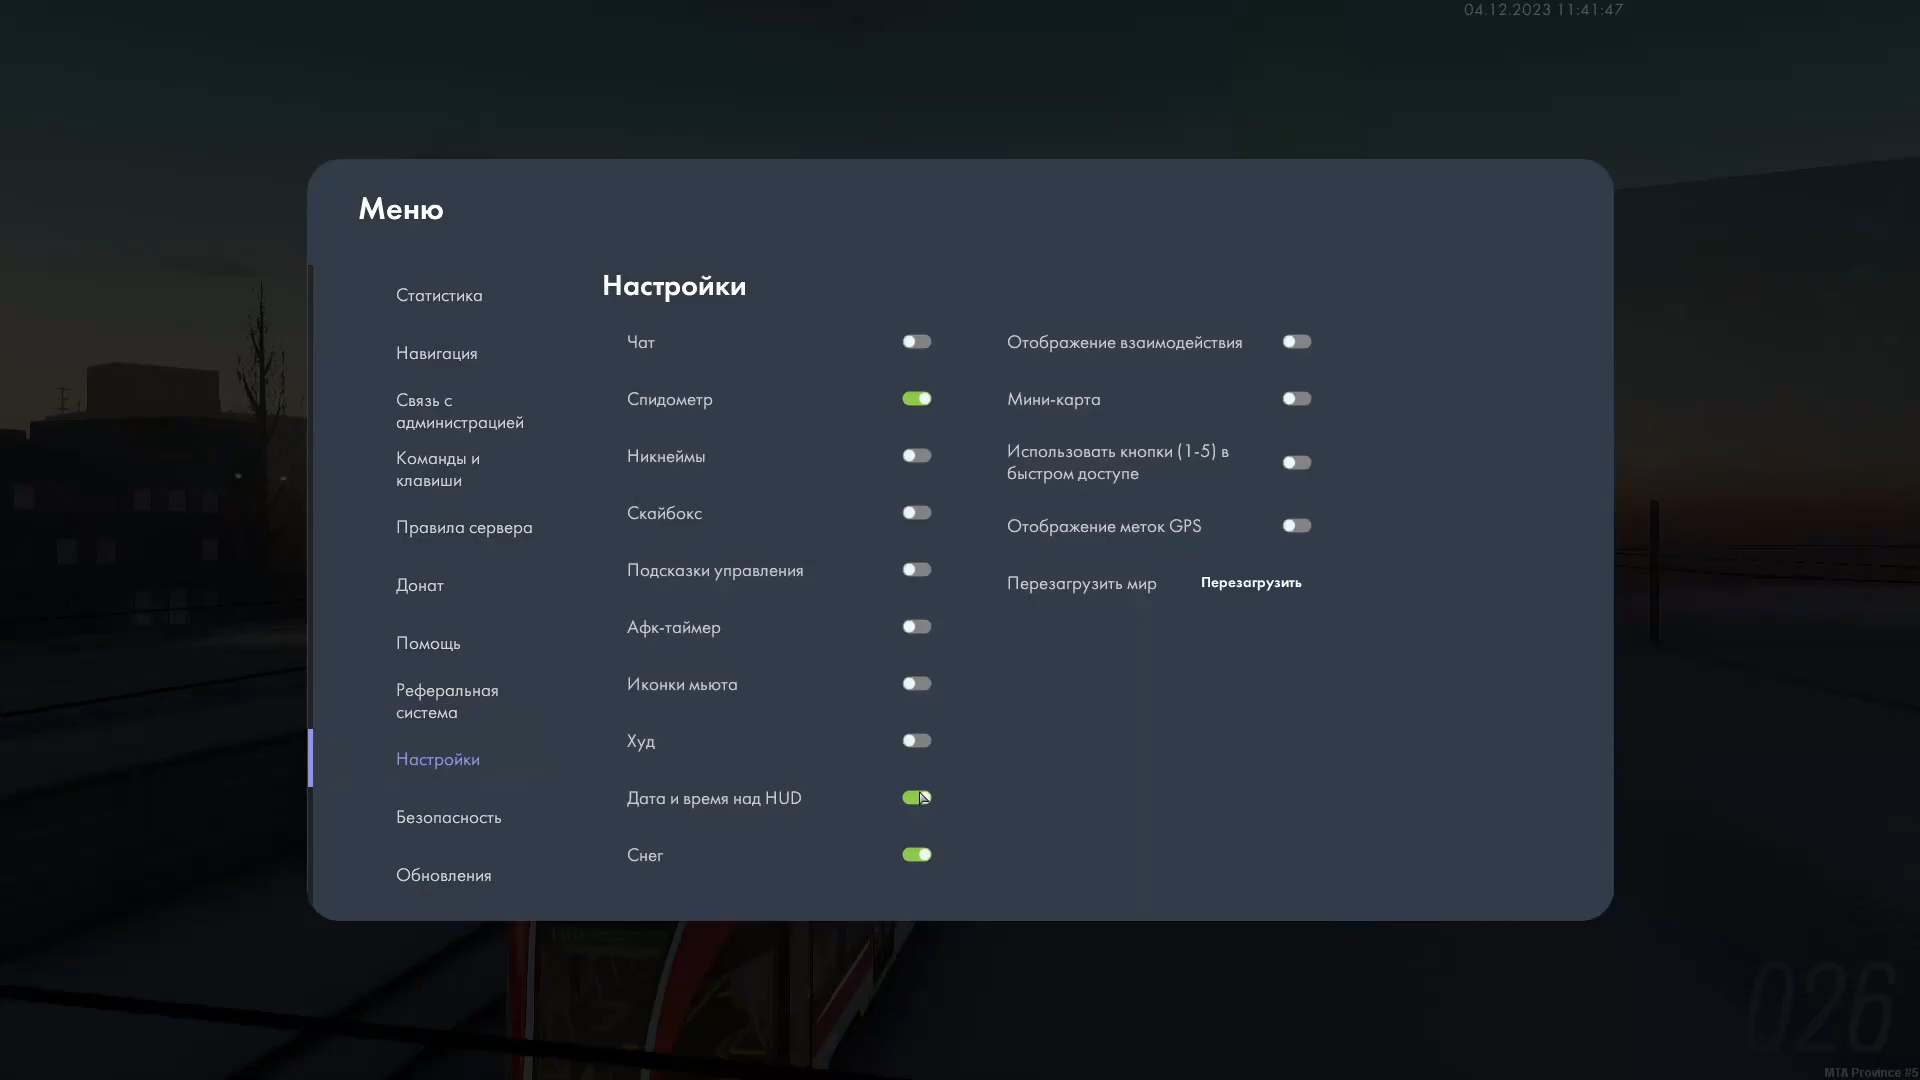 04.12.2023 11:41:47
Меню
Статистика
Навигация
Связь с
администрацией
Команды и
клавиши
Правила сервера
Донат
Помощь
Реферальная
система
Настройки
Безопасность
Обновления
Настройки
Чат
Спидометр
Никнеймы
Скайбокс
Подсказки управления
Афк-таймер
Иконки мьюта
Худ
Дата и время над HUD
Снег
Отображение взаимодействия
Мини-карта
Использовать кнопки (1-5) в
быстром доступе
Отображение меток GPS
Перезагрузить мир Перезагрузить
026
MTA Province #5